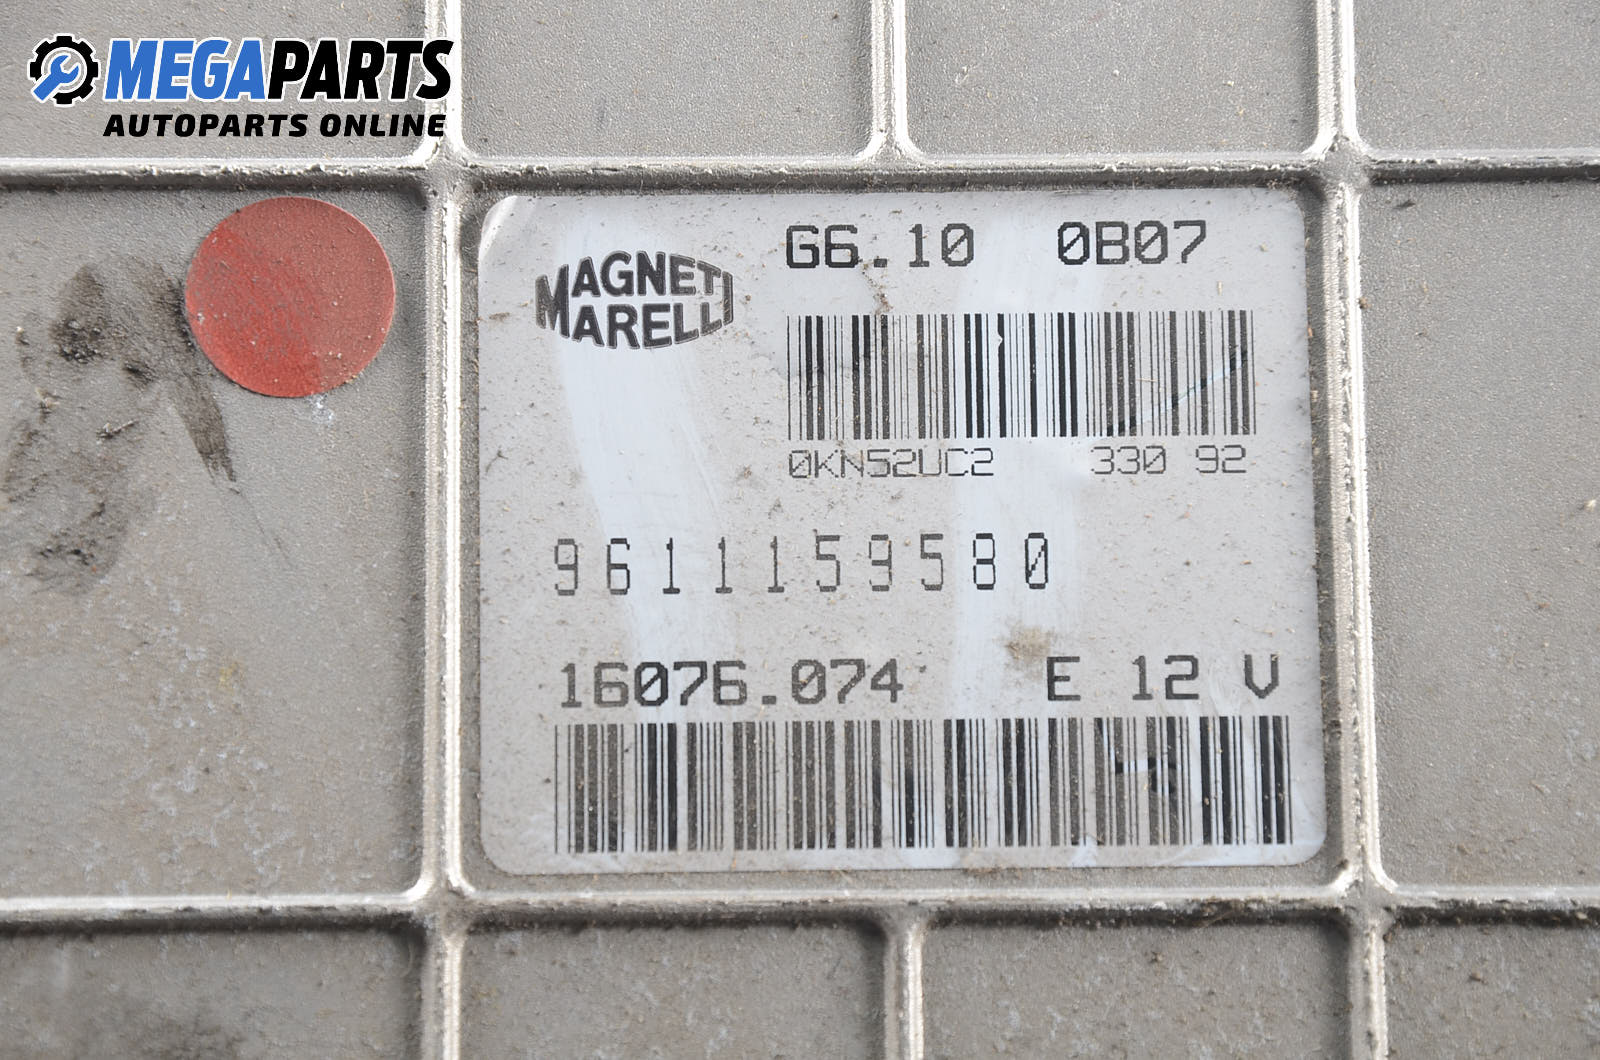 MEGAPARTS
AUTOPARTS ONLINE
MAGNETI
MARELLI
G6.10 0B07
0KN52UC2 330 92
9611159580
16076.074 E 12 V